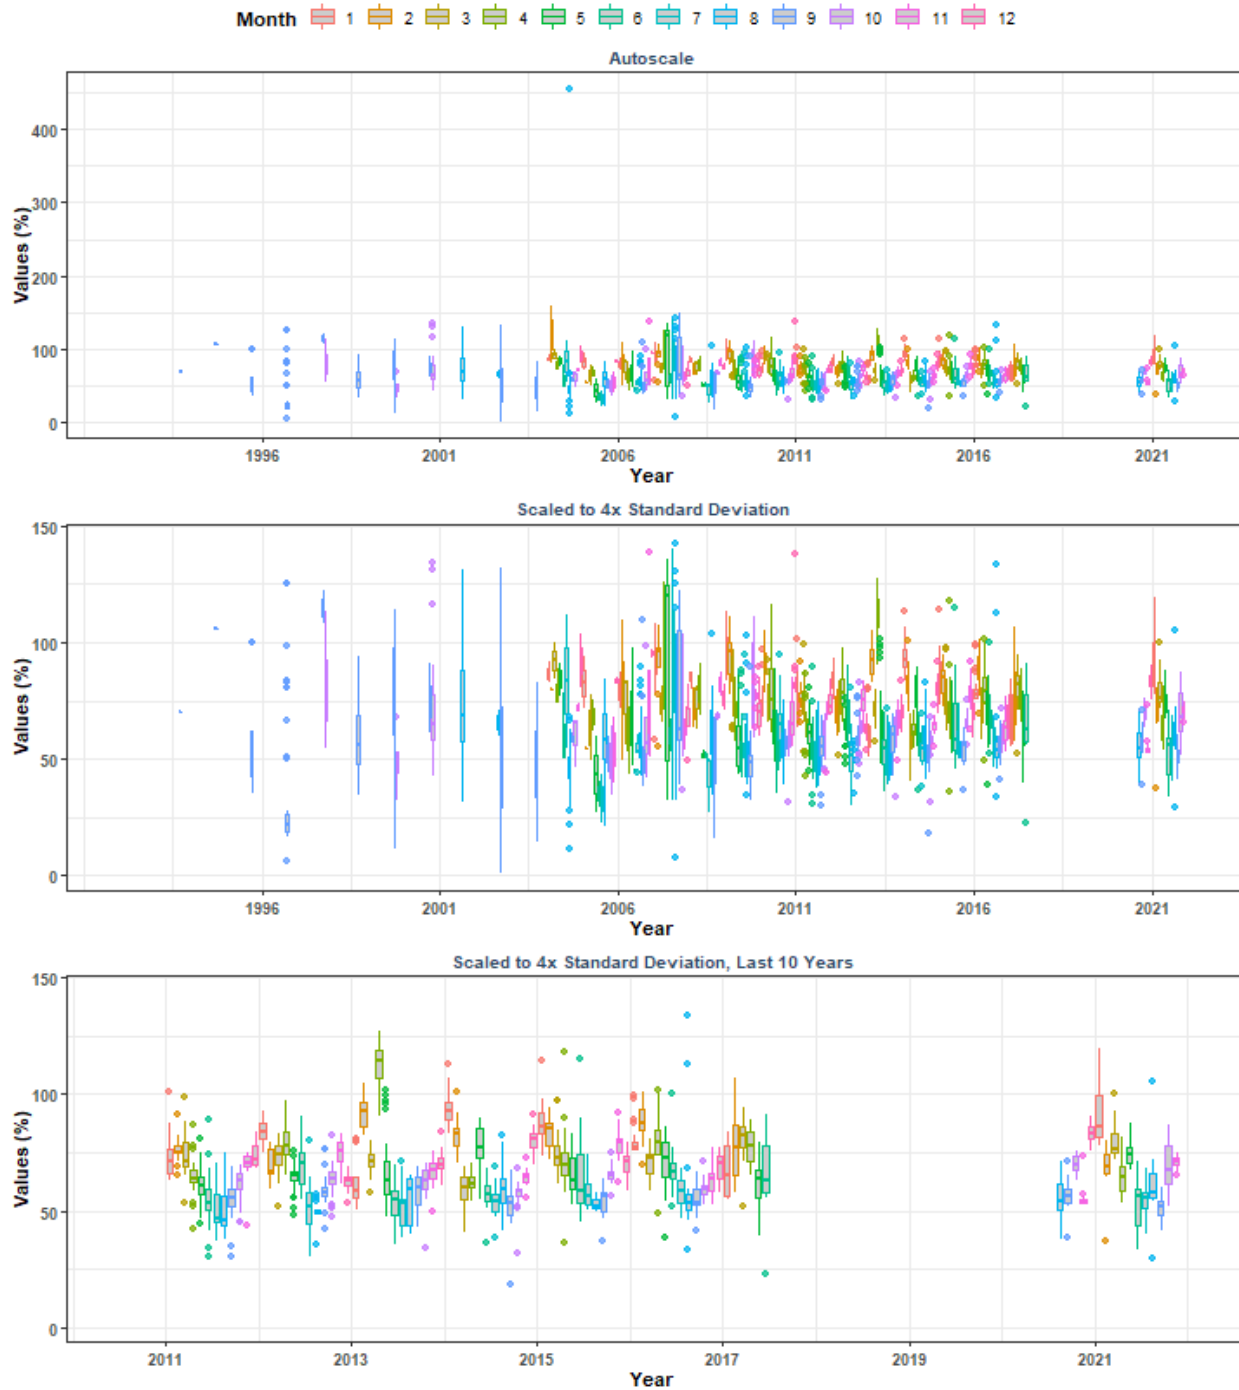 Month 1 2 3 4 5 6 7 8 9 10 11 12
Autoscale
Values (%)
400
300
200
100
0
1996 2001 2006 2011 2016 2021
Year
Scaled to 4x Standard Deviation
Values (%)
150
100
50
0
1996 2001 2006 2011 2016 2021
Year
Scaled to 4x Standard Deviation, Last 10 Years
Values (%)
150
100
50
0
2011 2013 2015 2017 2019 2021
Year